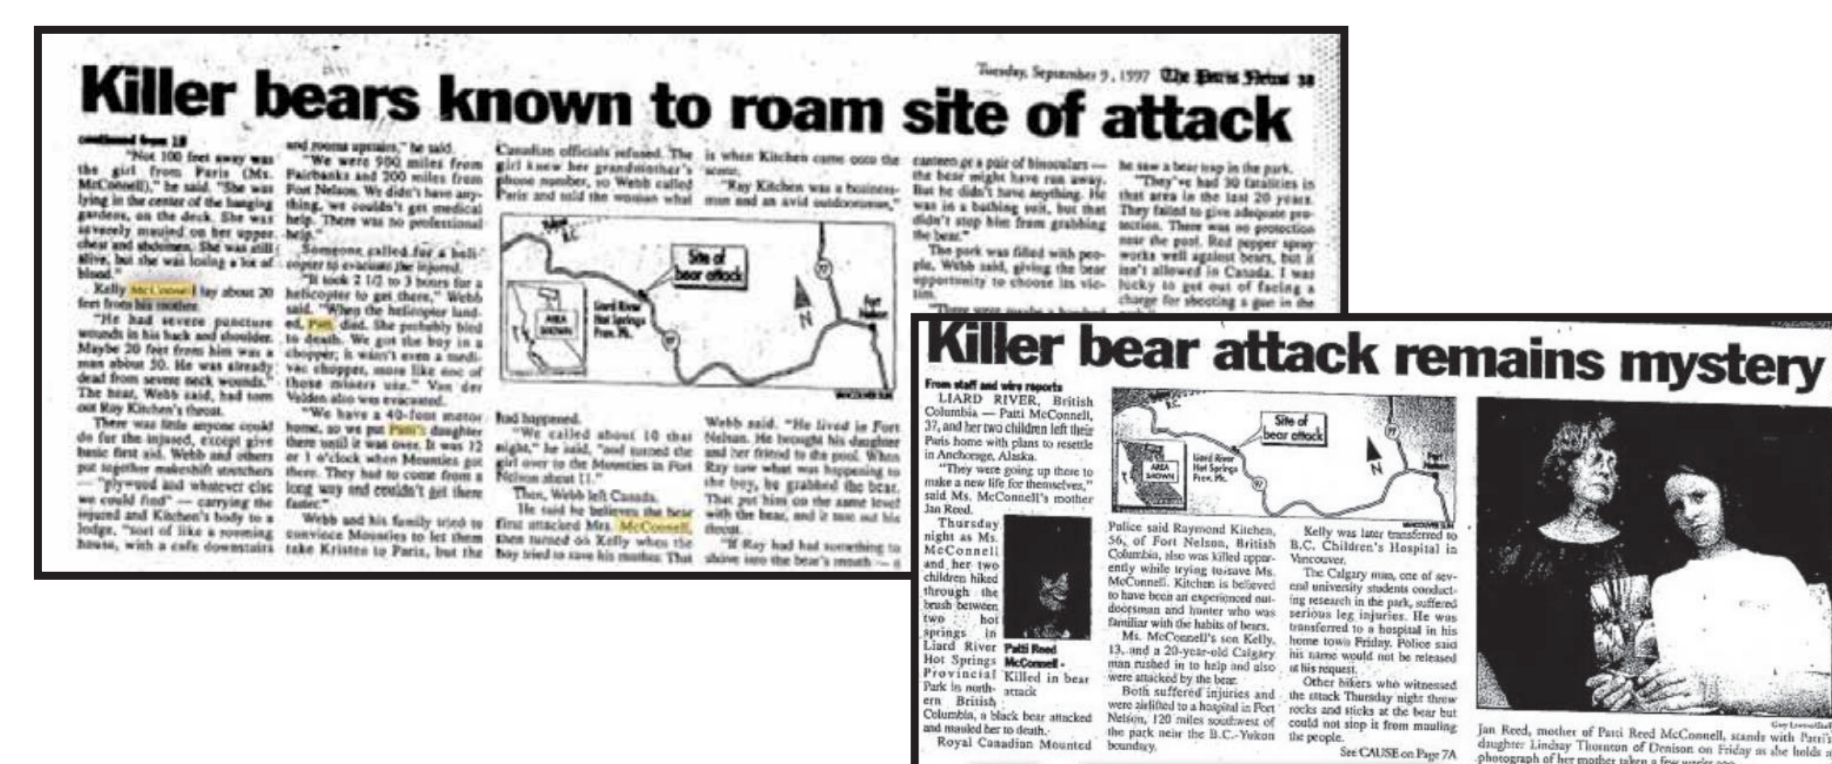 Tuesday, September 9, 1997 The Paris News 3B
Killer bears known to roam site of attack
continued from 1B
"Not 100 feet away was
the girl from Paris (Ms.
McConnell)," he said. "She was
lying in the center of the hanging
gardens, on the deck. She was
severely mauled on her upper
chest and abdomen. She was still
alive, but she was losing a lot of
blood."
Kelly McConnell lay about 20
feet from his mother.
"He had severe puncture
wounds in his back and shoulder.
Maybe 20 feet from him was a
man about 50. He was already
dead from severe neck wounds."
The bear, Webb said, had torn
out Ray Kitchen's throat.
There was little anyone could
do for the injured, except give
basic first aid. Webb and others
put together makeshift stretchers
— "plywood and whatever else
we could find" — carrying the
injured and Kitchen's body to a
lodge, "sort of like a rooming
house, with a cafe downstairs
and rooms upstairs," he said.
"We were 900 miles from
Fairbanks and 200 miles from
Fort Nelson. We didn't have any-
thing, we couldn't get medical
help. There was no professional
help."
Someone called for a heli-
copter to evacuate the injured.
"It took 2 1/2 to 3 hours for a
helicopter to get there," Webb
said. "When the helicopter land-
ed, Patti died. She probably bled
to death. We got the boy in a
chopper; it wasn't even a medi-
vac chopper, more like one of
those miners use." Van der
Velden also was evacuated.
"We have a 40-foot motor
home, so we put Patti's daughter
there until it was over. It was 12
or 1 o'clock when Mounties got
there. They had to come from a
long way and couldn't get there
faster."
Webb and his family tried to
convince Mounties to let them
take Kristen to Paris, but the
Canadian officials refused. The
girl knew her grandmother's
phone number, so Webb called
Paris and told the woman what
B.C.
Site of
bear attack
Liard River
Hot Springs
Prov. Pk.
AREA
SHOWN
N
97
77
Fort
Nelson
VANCOUVER SUN
had happened.
"We called about 10 that
night," he said, "and turned the
girl over to the Mounties in Fort
Nelson about 11."
Then, Webb left Canada.
He said he believes the bear
first attacked Mrs. McConnell,
then turned on Kelly when the
boy tried to save his mother. That
is when Kitchen came onto the
scene.
"Ray Kitchen was a business-
man and an avid outdoorsman,"
Webb said. "He lived in Fort
Nelson. He brought his daughter
and her friend to the pool. When
Ray saw what was happening to
the boy, he grabbed the bear.
That put him on the same level
with the bear, and it tore out his
throat.
"If Ray had had something to
shove into the bear's mouth — a
canteen or a pair of binoculars —
the bear might have run away.
But he didn't have anything. He
was in a bathing suit, but that
didn't stop him from grabbing
the bear."
The park was filled with peo-
ple, Webb said, giving the bear
opportunity to choose its vic-
tim.
he saw a bear trap in the park.
"They've had 30 fatalities in
that area in the last 20 years.
They failed to give adequate pro-
tection. There was no protection
near the pool. Red pepper spray
works well against bears, but it
isn't allowed in Canada. I was
lucky to get out of facing a
charge for shooting a gun in the
Killer bear attack remains mystery
From staff and wire reports
LIARD RIVER, British
Columbia — Patti McConnell,
37, and her two children left their
Paris home with plans to resettle
in Anchorage, Alaska.
"They were going up there to
make a new life for themselves,"
said Ms. McConnell's mother
Jan Reed.
Thursday
night as Ms.
McConnell
and her two
children hiked
through the
brush between
two hot
springs in
Liard River
Hot Springs
Provincial
Park in north-
ern British
Columbia, a black bear attacked
and mauled her to death.
Royal Canadian Mounted
Patti Reed
McConnell -
Killed in bear
attack
B.C.
Site of
bear attack
Liard River
Hot Springs
Prov. Pk.
AREA
SHOWN
N
97
77
Fort
Nelson
VANCOUVER SUN
Police said Raymond Kitchen,
56, of Fort Nelson, British
Columbia, also was killed appar-
ently while trying to save Ms.
McConnell. Kitchen is believed
to have been an experienced out-
doorsman and hunter who was
familiar with the habits of bears.
Ms. McConnell's son Kelly,
13, and a 20-year-old Calgary
man rushed in to help and also
were attacked by the bear.
Both suffered injuries and
were airlifted to a hospital in Fort
Nelson, 120 miles southwest of
the park near the B.C.-Yukon
boundary.
Kelly was later transferred to
B.C. Children's Hospital in
Vancouver.
The Calgary man, one of sev-
eral university students conduct-
ing research in the park, suffered
serious leg injuries. He was
transferred to a hospital in his
home town Friday. Police said
his name would not be released
at his request.
Other hikers who witnessed
the attack Thursday night threw
rocks and sticks at the bear but
could not stop it from mauling
the people.
See CAUSE on Page 7A
Jan Reed, mother of Patti Reed McConnell, stands with Patti's
daughter Lindsay Thornton of Denison on Friday as she holds a
photograph of her mother taken a few weeks ago.